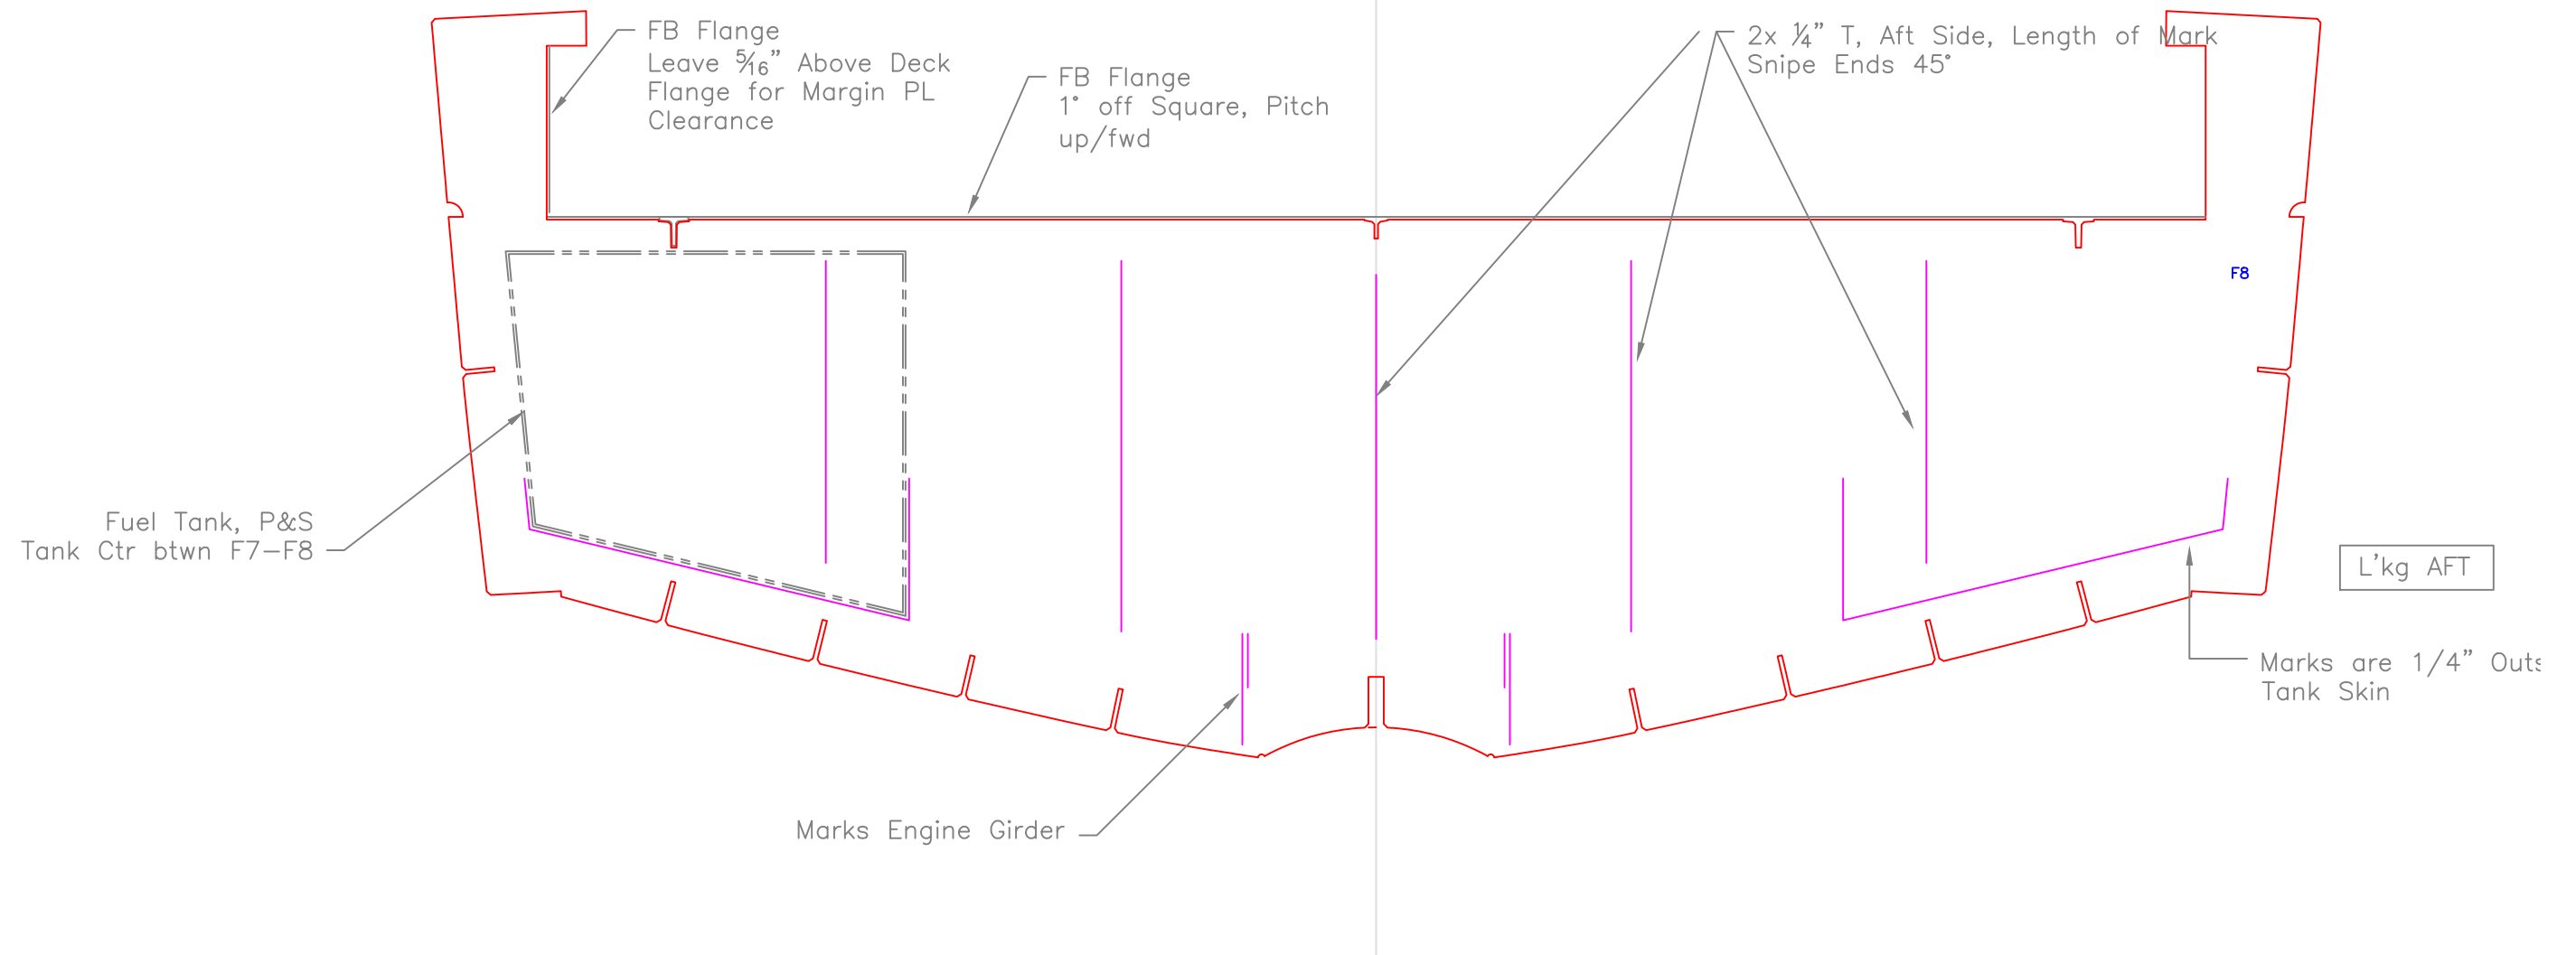 FB Flange
Leave 5/16" Above Deck
Flange for Margin PL
Clearance
FB Flange
1° off Square, Pitch
up/fwd
2x 1/4" T, Aft Side, Length of Mark
Snipe Ends 45°
F8
Fuel Tank, P&S
Tank Ctr btwn F7-F8
L'kg AFT
Marks are 1/4" Outs
Tank Skin
Marks Engine Girder